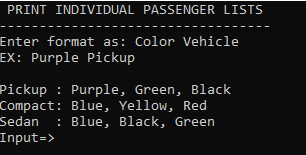 PRINT INDIVIDUAL PASSENGER LISTS
----------------------------------
Enter format as: Color Vehicle
EX: Purple Pickup
Pickup : Purple, Green, Black
Compact: Blue, Yellow, Red
Sedan  : Blue, Black, Green
Input=>